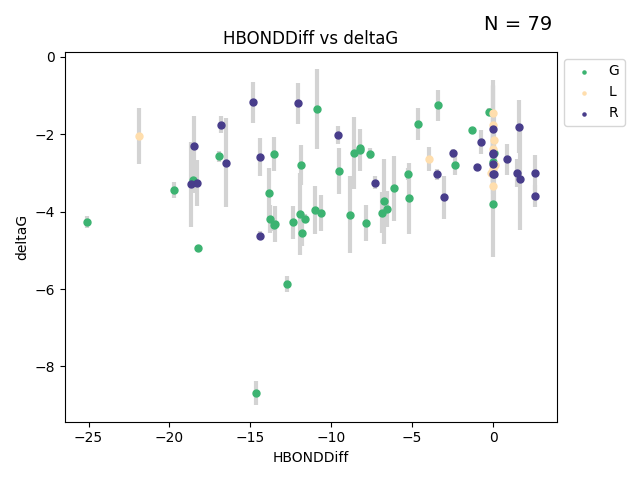 N = 79
HBONDDiff vs deltaG
G
L
R
deltaG
0
−2
−4
−6
−8
−25
−20
−15
−10
−5
0
HBONDDiff